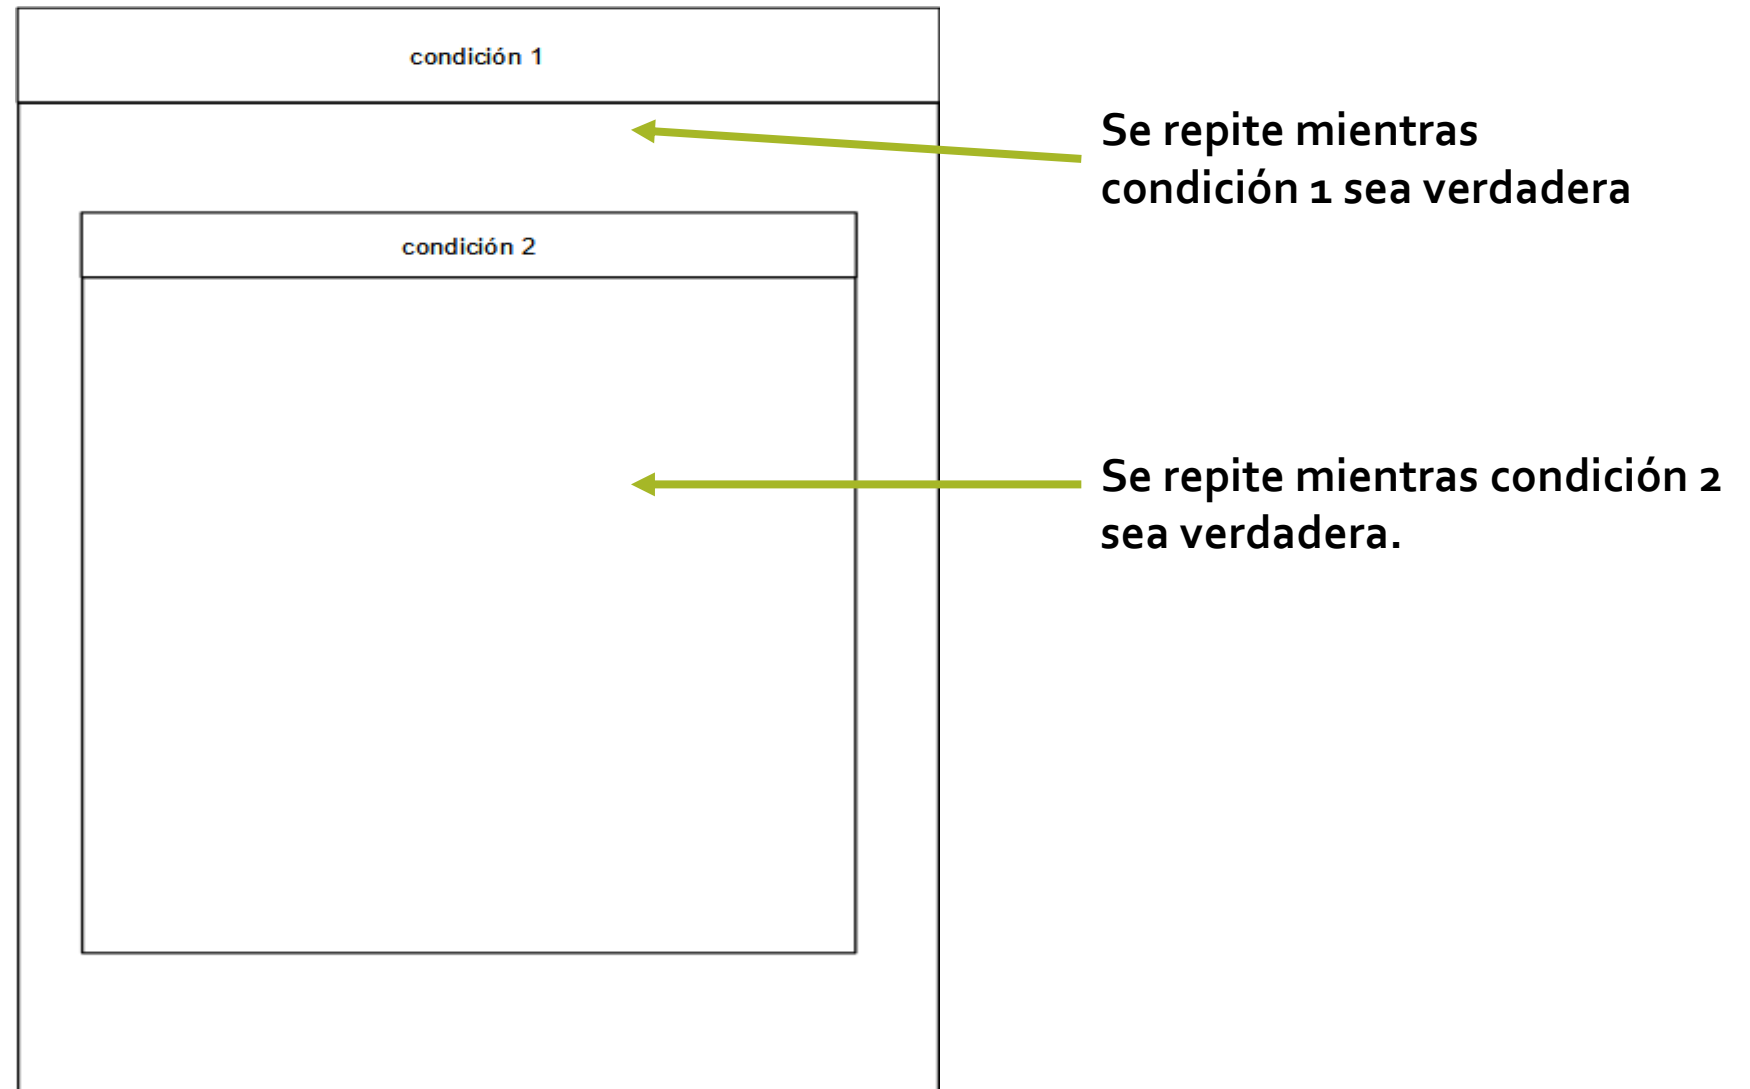 condición 1
Se repite mientras
condición 1 sea verdadera
condición 2
Se repite mientras condición 2
sea verdadera.